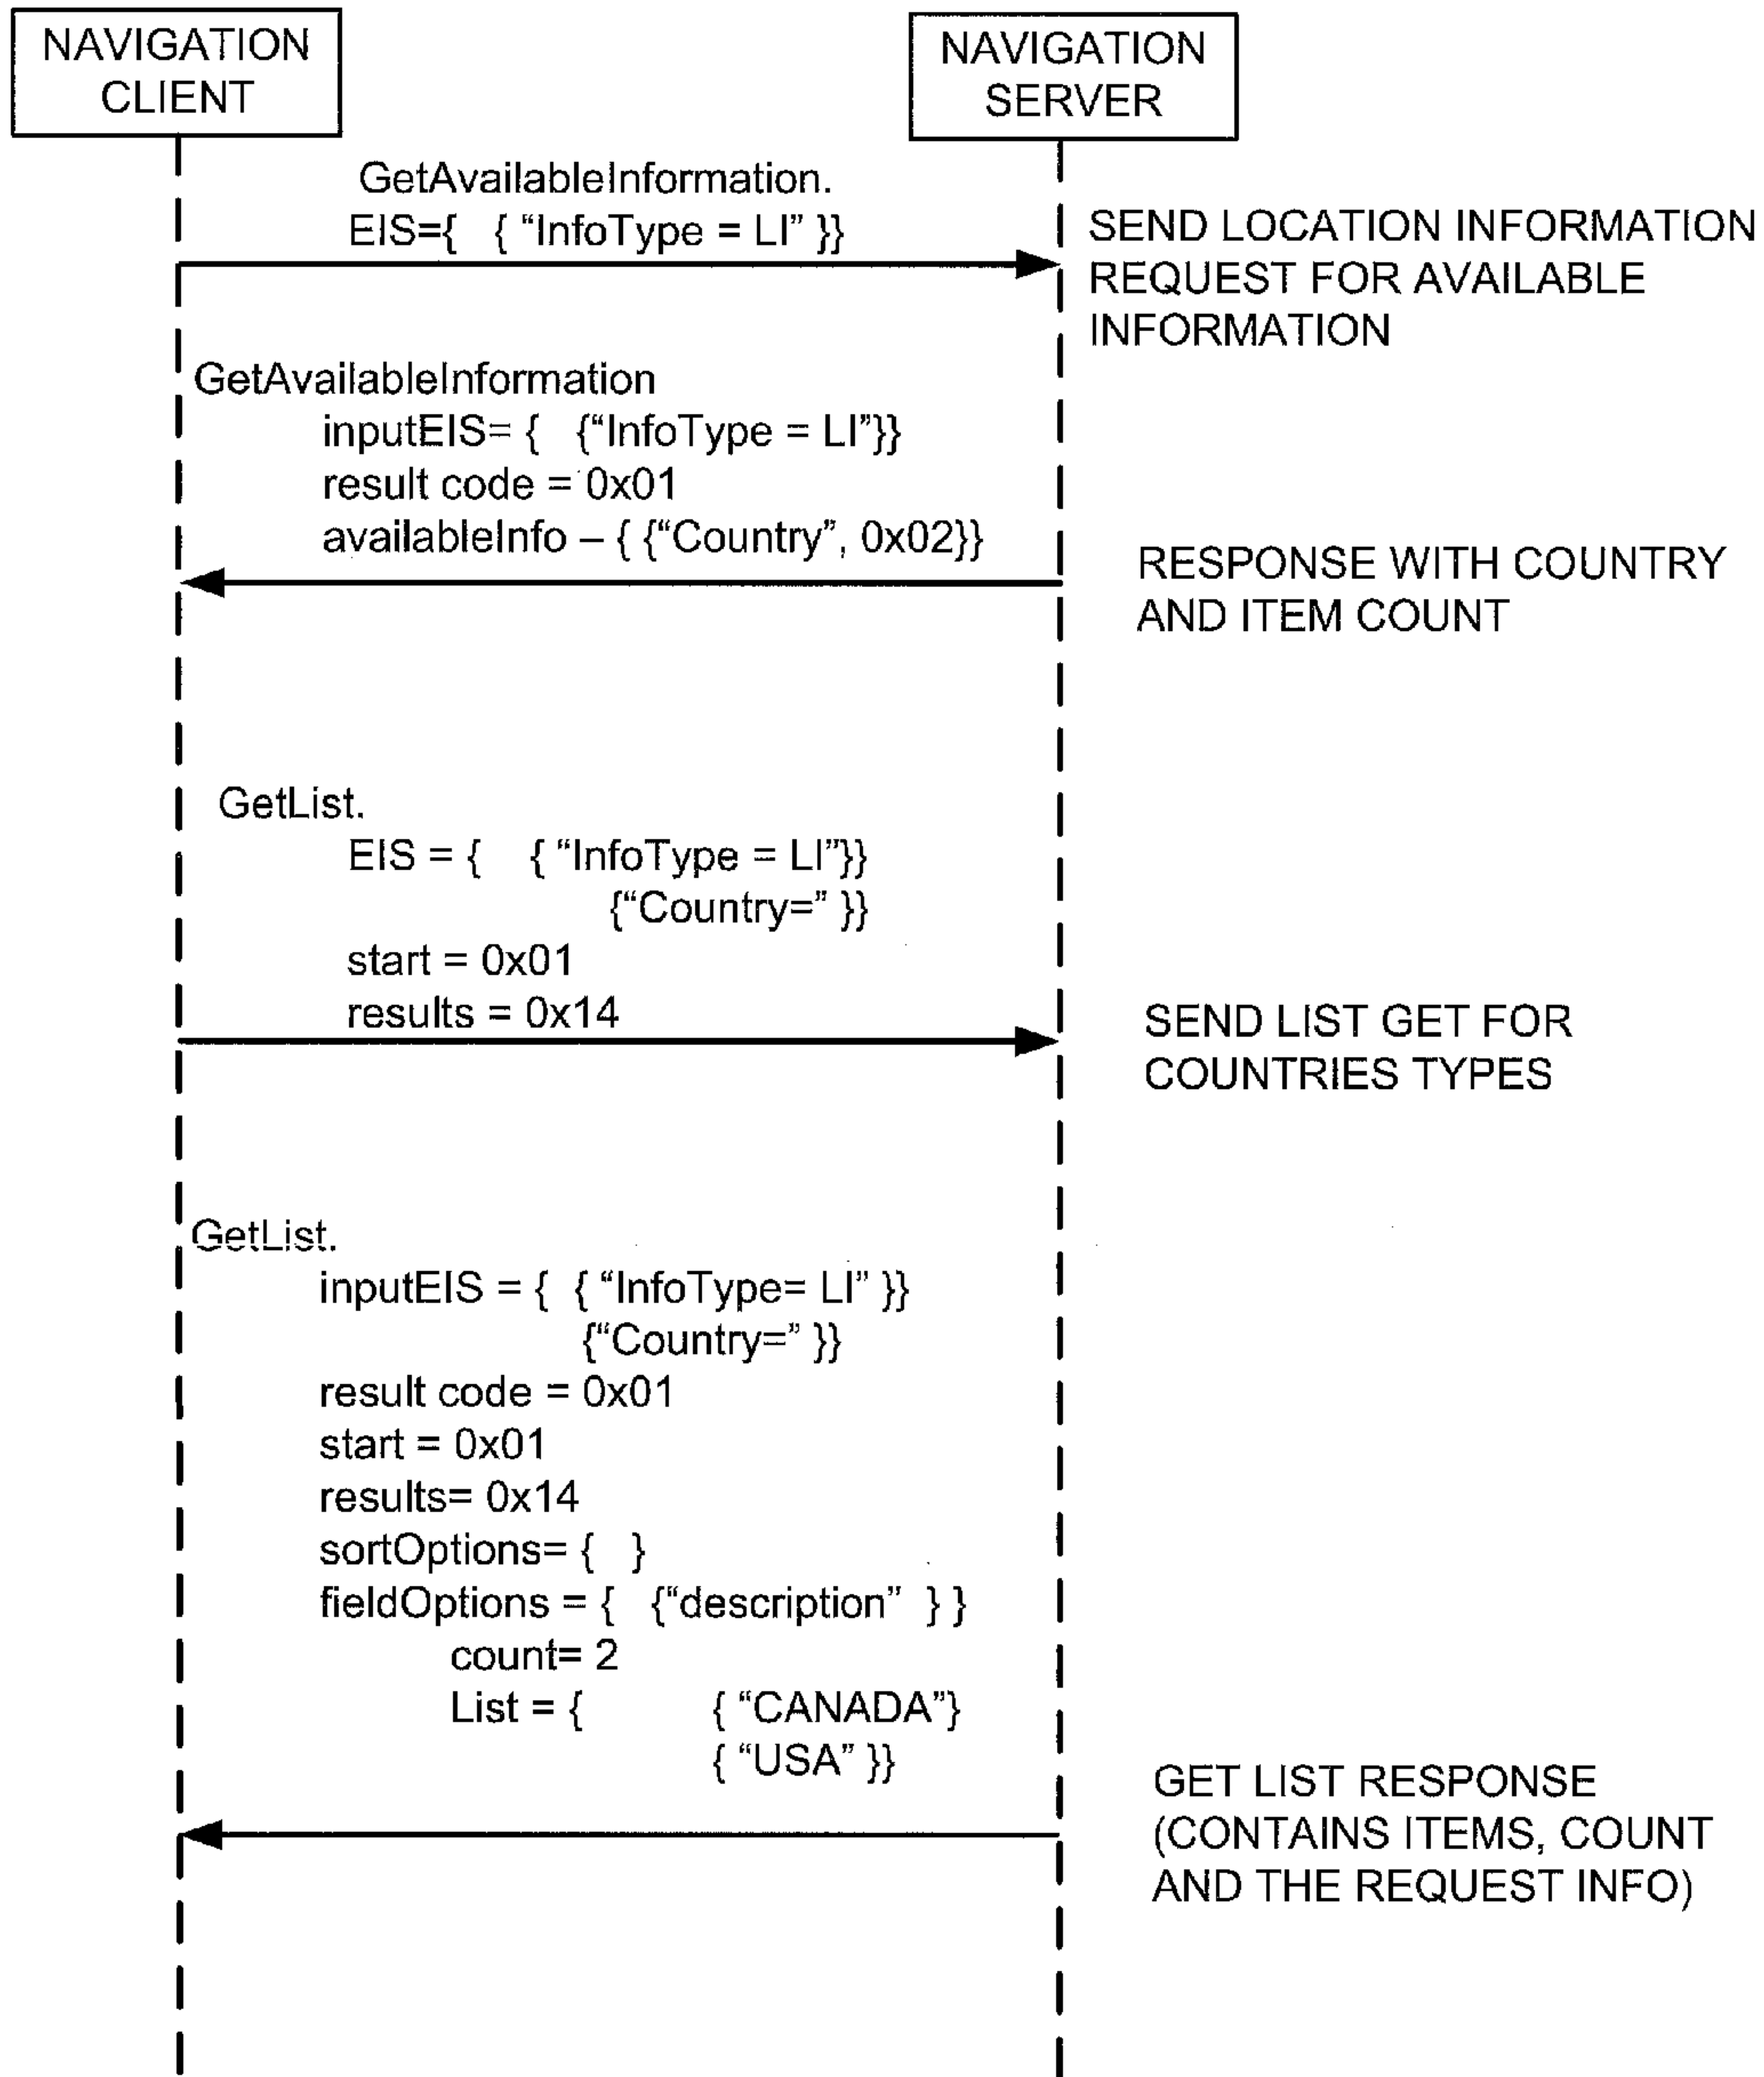 NAVIGATION
CLIENT
NAVIGATION
SERVER
GetAvailableInformation.
EIS={ { “InfoType = LI” }}
SEND LOCATION INFORMATION
REQUEST FOR AVAILABLE
INFORMATION
GetAvailableInformation
inputEIS= { {“InfoType = LI”}}
result code = 0x01
availableInfo – { {“Country”, 0x02}}
RESPONSE WITH COUNTRY
AND ITEM COUNT
GetList.
EIS = { { “InfoType = LI”}}
{“Country=” }}
start = 0x01
results = 0x14
SEND LIST GET FOR
COUNTRIES TYPES
GetList.
inputEIS = { { “InfoType= LI” }}
{“Country=” }}
result code = 0x01
start = 0x01
results= 0x14
sortOptions= { }
fieldOptions = { {“description” } }
count= 2
List = { { “CANADA”}
{ “USA” }}
GET LIST RESPONSE
(CONTAINS ITEMS, COUNT
AND THE REQUEST INFO)